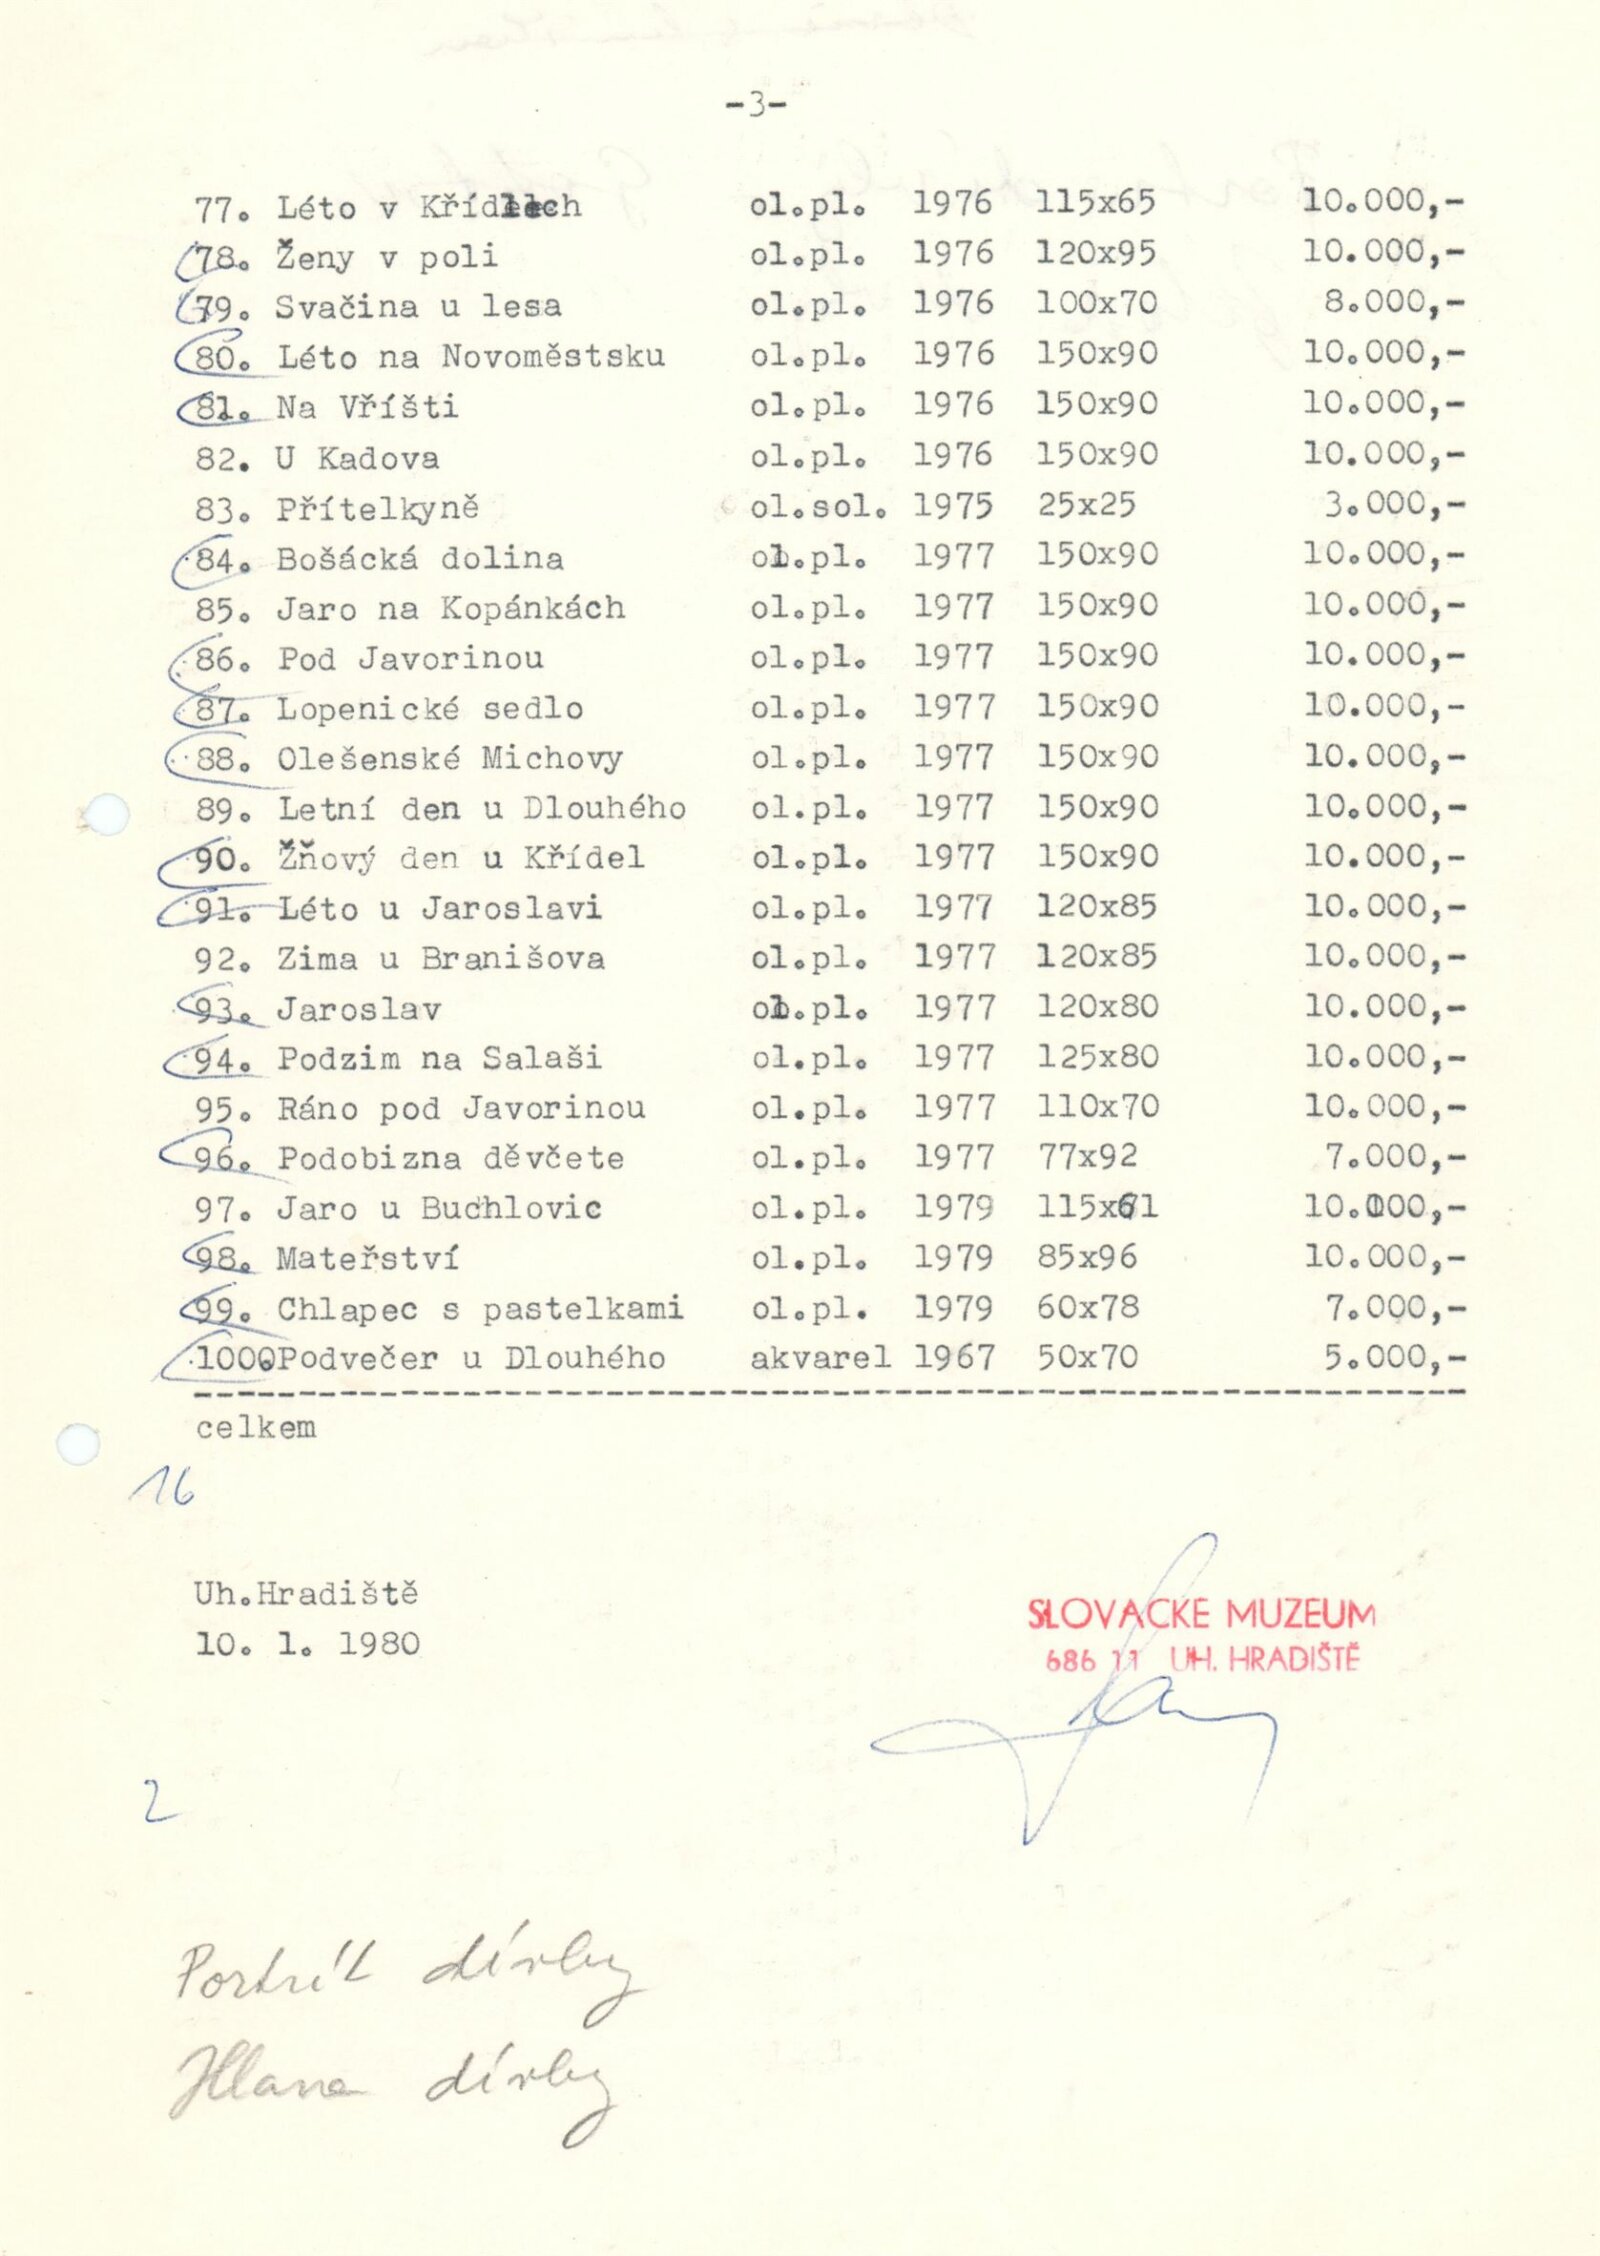 -3-
77. Léto v Křídlech ol.pl. 1976 115x65 10.000,-
78. Ženy v poli ol.pl. 1976 120x95 10.000,-
79. Svačina u lesa ol.pl. 1976 100x70 8.000,-
80. Léto na Novoměstsku ol.pl. 1976 150x90 10.000,-
81. Na Vříšti ol.pl. 1976 150x90 10.000,-
82. U Kadova ol.pl. 1976 150x90 10.000,-
83. Přítelkyně ol.sol. 1975 25x25 3.000,-
84. Bošácká dolina ol.pl. 1977 150x90 10.000,-
85. Jaro na Kopánkách ol.pl. 1977 150x90 10.000,-
86. Pod Javorinou ol.pl. 1977 150x90 10.000,-
87. Lopenické sedlo ol.pl. 1977 150x90 10.000,-
88. Olešenské Michovy ol.pl. 1977 150x90 10.000,-
89. Letní den u Dlouhého ol.pl. 1977 150x90 10.000,-
90. Žňový den u Křídel ol.pl. 1977 150x90 10.000,-
91. Léto u Jaroslavi ol.pl. 1977 120x85 10.000,-
92. Zima u Branišova ol.pl. 1977 120x85 10.000,-
93. Jaroslav ol.pl. 1977 120x80 10.000,-
94. Podzim na Salaši ol.pl. 1977 125x80 10.000,-
95. Ráno pod Javorinou ol.pl. 1977 110x70 10.000,-
96. Podobizna děvčete ol.pl. 1977 77x92 7.000,-
97. Jaro u Buchlovic ol.pl. 1979 115x61 10.000,-
98. Mateřství ol.pl. 1979 85x96 10.000,-
99. Chlapec s pastelkami ol.pl. 1979 60x78 7.000,-
100. Podvečer u Dlouhého akvarel 1967 50x70 5.000,-
celkem
16
Uh.Hradiště
10. 1. 1980
SLOVÁCKE MUZEUM
686 11 UH. HRADIŠTĚ
2
Portrét dívky
Hlava dívky